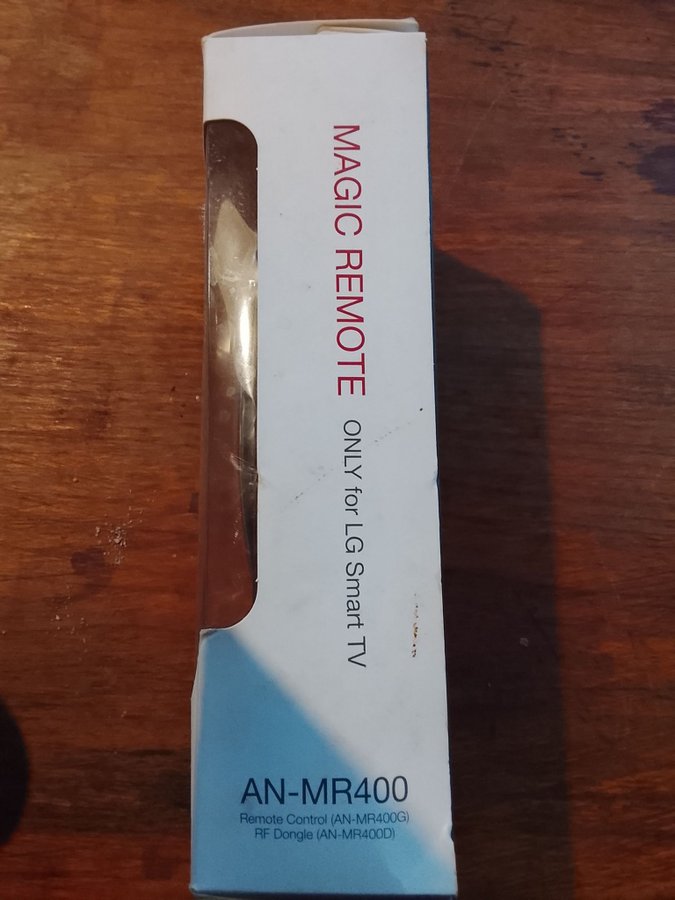 MAGIC REMOTE ONLY for LG Smart TV
AN-MR400
Remote Control (AN-MR400G)
RF Dongle (AN-MR400D)